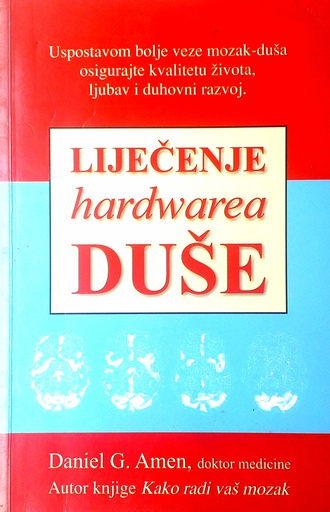 Uspostavom bolje veze mozak-duša
osigurajte kvalitetu života,
ljubav i duhovni razvoj.
LIJEČENJE
hardwarea
DUŠE
Daniel G. Amen, doktor medicine
Autor knjige Kako radi vaš mozak